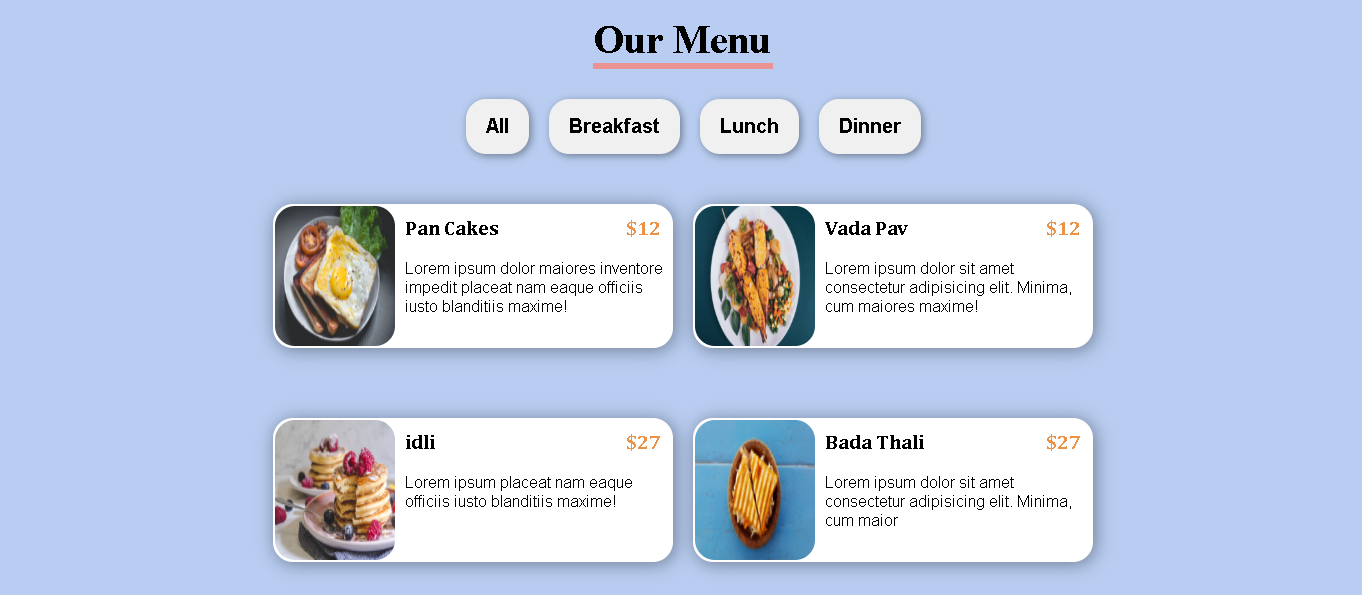 Our Menu
All
Breakfast
Lunch
Dinner
Pan Cakes
$12
Lorem ipsum dolor maiores inventore
impedit placeat nam eaque officiis
iusto blanditiis maxime!
Vada Pav
$12
Lorem ipsum dolor sit amet
consectetur adipisicing elit. Minima,
cum maiores maxime!
idli
$27
Lorem ipsum placeat nam eaque
officiis iusto blanditiis maxime!
Bada Thali
$27
Lorem ipsum dolor sit amet
consectetur adipisicing elit. Minima,
cum maior